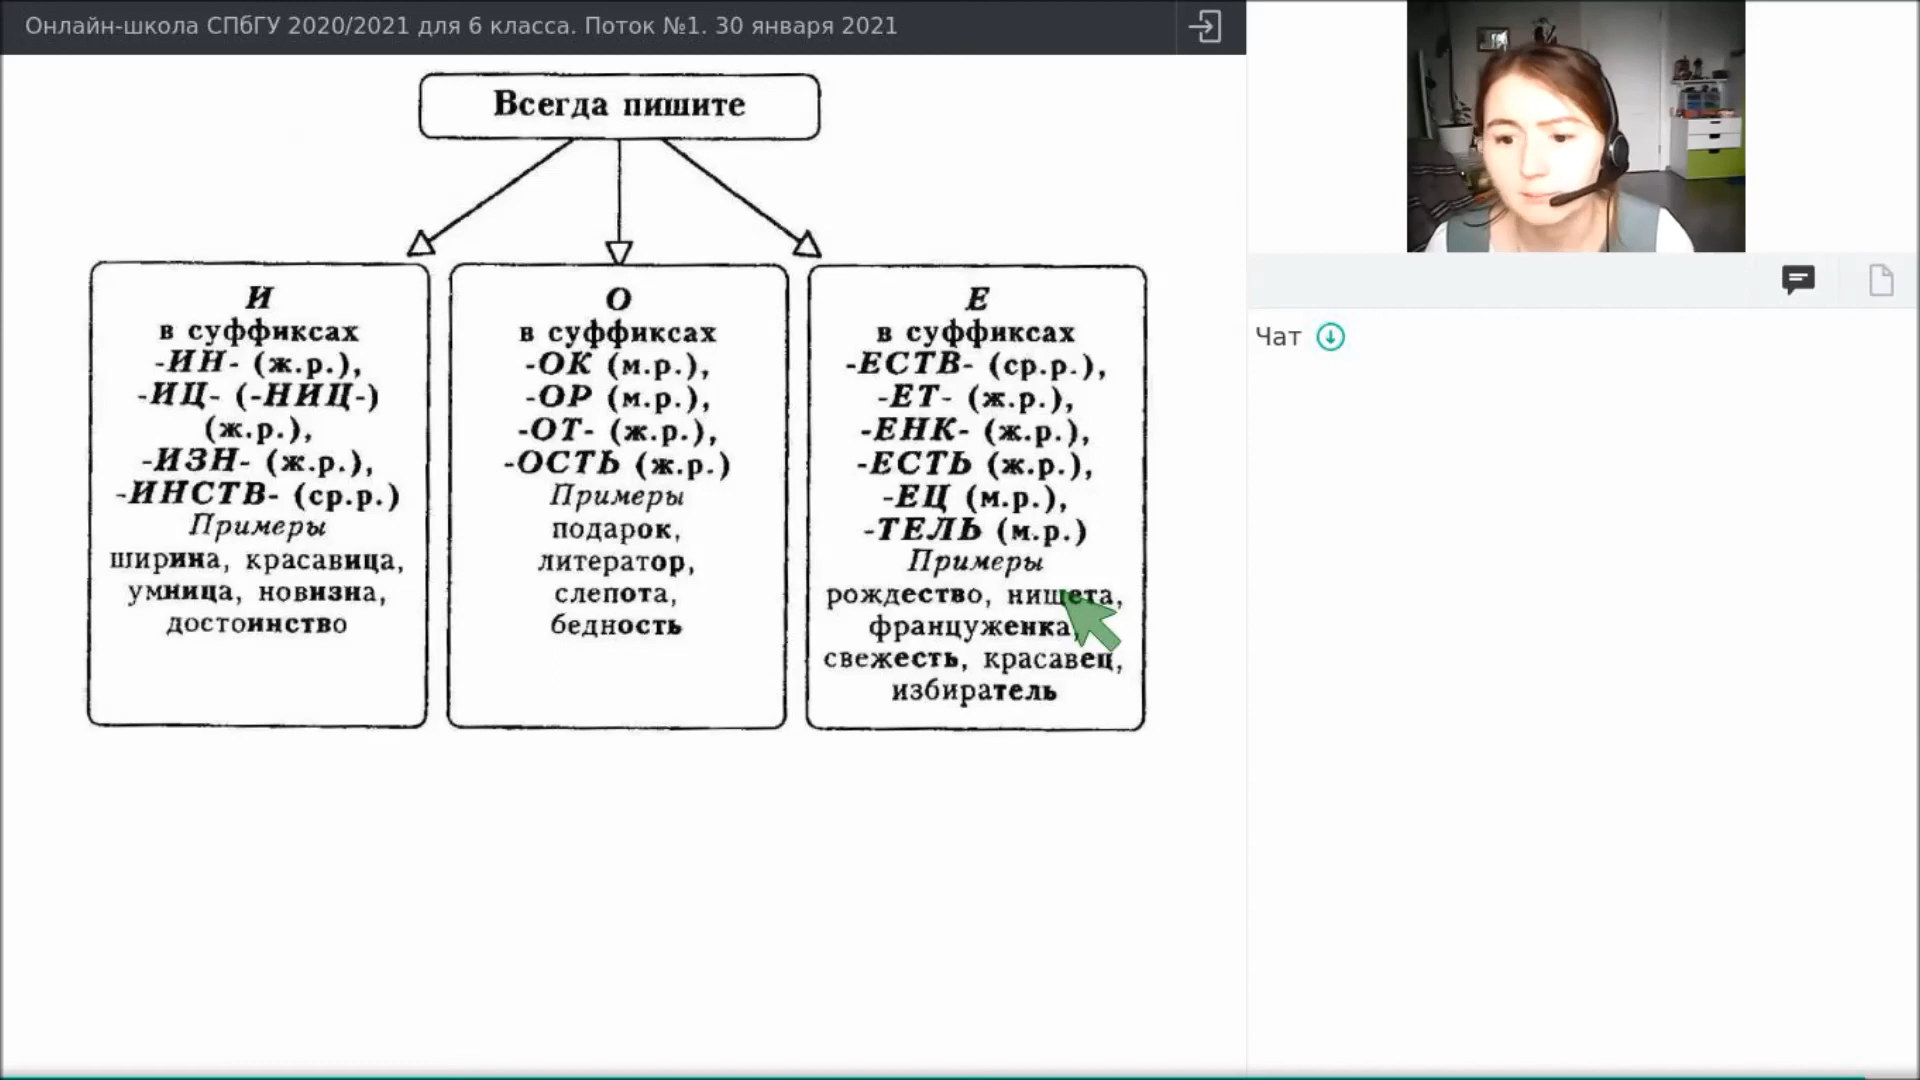 Онлайн-школа СПбГУ 2020/2021 для 6 класса. Поток №1. 30 января 2021
Всегда пишите
И
в суффиксах
-ИН- (ж.р.),
-ИЦ- (-НИЦ-)
(ж.р.),
-ИЗН- (ж.р.),
-ИНСТВ- (ср.р.)
Примеры
ширина, красавица,
умница, новизна,
достоинство
О
в суффиксах
-ОК (м.р.),
-ОР (м.р.),
-ОТ- (ж.р.),
-ОСТЬ (ж.р.)
Примеры
подарок,
литератор,
слепота,
бедность
Е
в суффиксах
-ЕСТВ- (ср.р.),
-ЕТ- (ж.р.),
-ЕНК- (ж.р.),
-ЕСТЬ (ж.р.),
-ЕЦ (м.р.),
-ТЕЛЬ (м.р.)
Примеры
рождество, нищета,
француженка,
свежесть, красавец,
избиратель
Чат